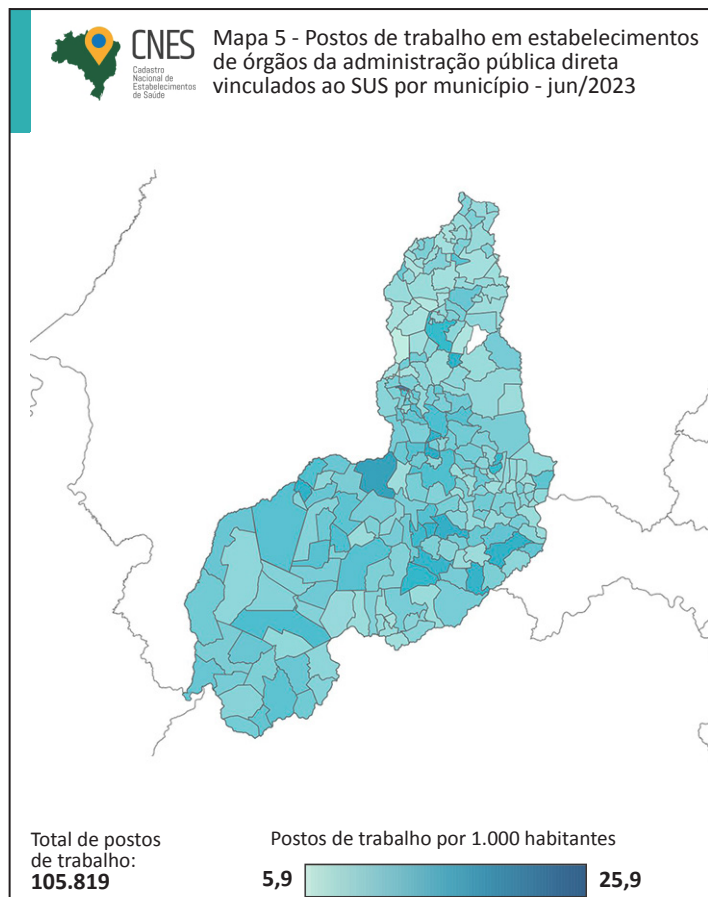 CNES
Cadastro
Nacional de
Estabelecimentos
de Saúde
Mapa 5 - Postos de trabalho em estabelecimentos
de órgãos da administração pública direta
vinculados ao SUS por município - jun/2023
Total de postos
de trabalho:
105.819
Postos de trabalho por 1.000 habitantes
5,9
25,9